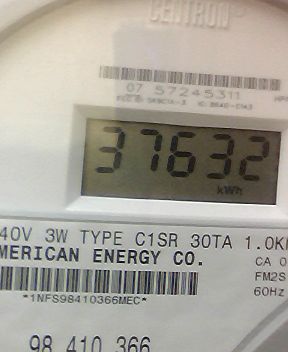 CENTRON
07 57245311
37632
kWh
40V 3W TYPE C1SR 30TA 1.0K
MERICAN ENERGY CO.
CA 0
FM2S
60Hz
*1NFS98410366MEC*
98 410 366